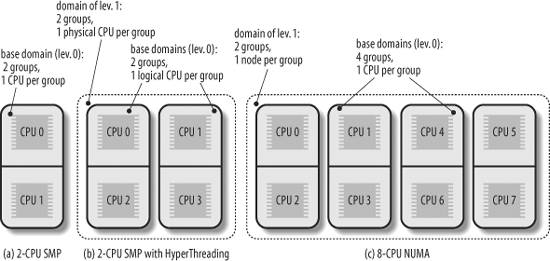 domain of lev. 1:
2 groups,
1 physical CPU per group
base domain (lev. 0):
2 groups,
1 CPU per group
base domains (lev. 0):
2 groups,
1 logical CPU per group
domain of lev. 1:
2 groups,
1 node per group
base domains (lev. 0):
4 groups,
1 CPU per group
CPU 0
CPU 1
CPU 0
CPU 1
CPU 2
CPU 3
CPU 0
CPU 1
CPU 4
CPU 5
CPU 2
CPU 3
CPU 6
CPU 7
(a) 2-CPU SMP
(b) 2-CPU SMP with HyperThreading
(c) 8-CPU NUMA